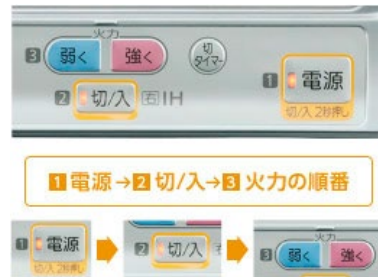 火力
3 弱く 強く 切タイマー
1 電源
2 切/入 右IH
切/入 2秒押し
1電源→2切/入→3火力の順番
1 電源
切/入 2秒押し
2 切/入
火力
3 弱く 強く